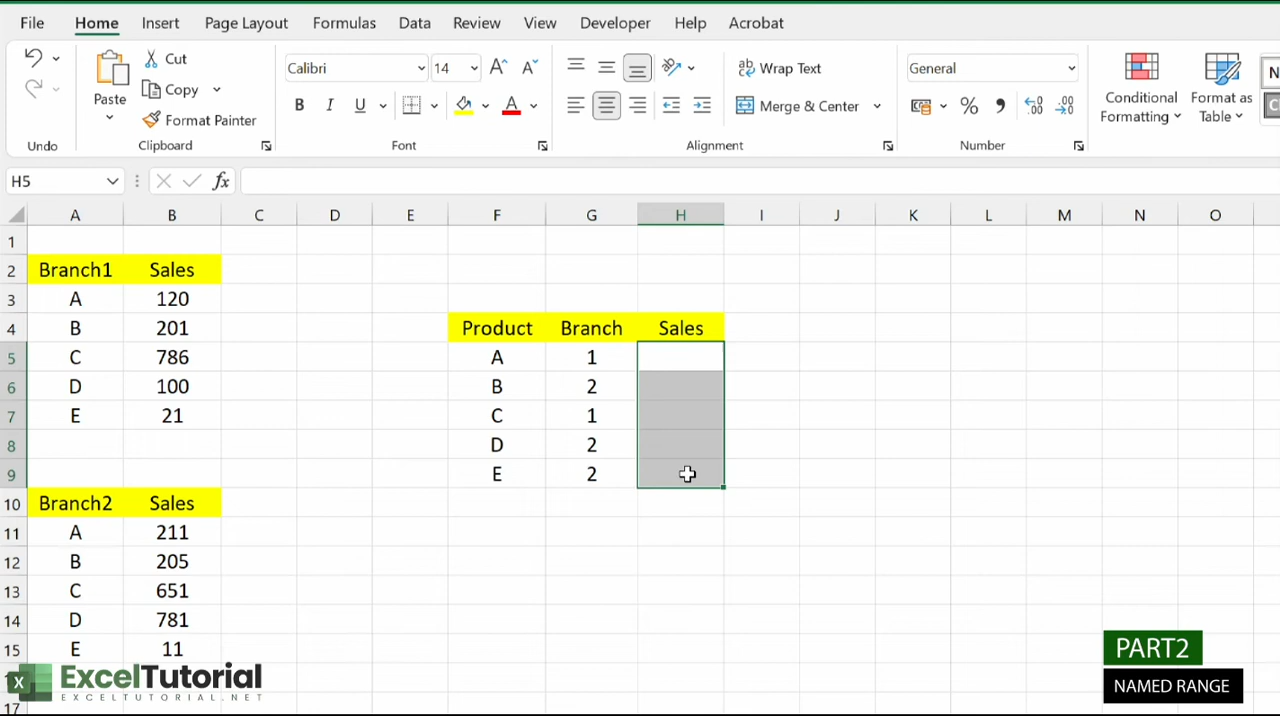 File Home Insert Page Layout Formulas Data Review View Developer Help Acrobat
Cut
Calibri 14 A A
ab Wrap Text
General
Copy
Paste
Format Painter
B I U A
Merge & Center
% ,
Conditional Formatting
Format as Table
Undo Clipboard Font Alignment Number
H5 fx
A B C D E F G H I J K L M N O
1
2 Branch1 Sales
3 A 120
4 B 201 Product Branch Sales
5 C 786 A 1
6 D 100 B 2
7 E 21 C 1
8 D 2
9 E 2
10 Branch2 Sales
11 A 211
12 B 205
13 C 651
14 D 781
15 E 11
17
X ExcelTutorial
EXCELTUTORIAL.NET
PART2
NAMED RANGE